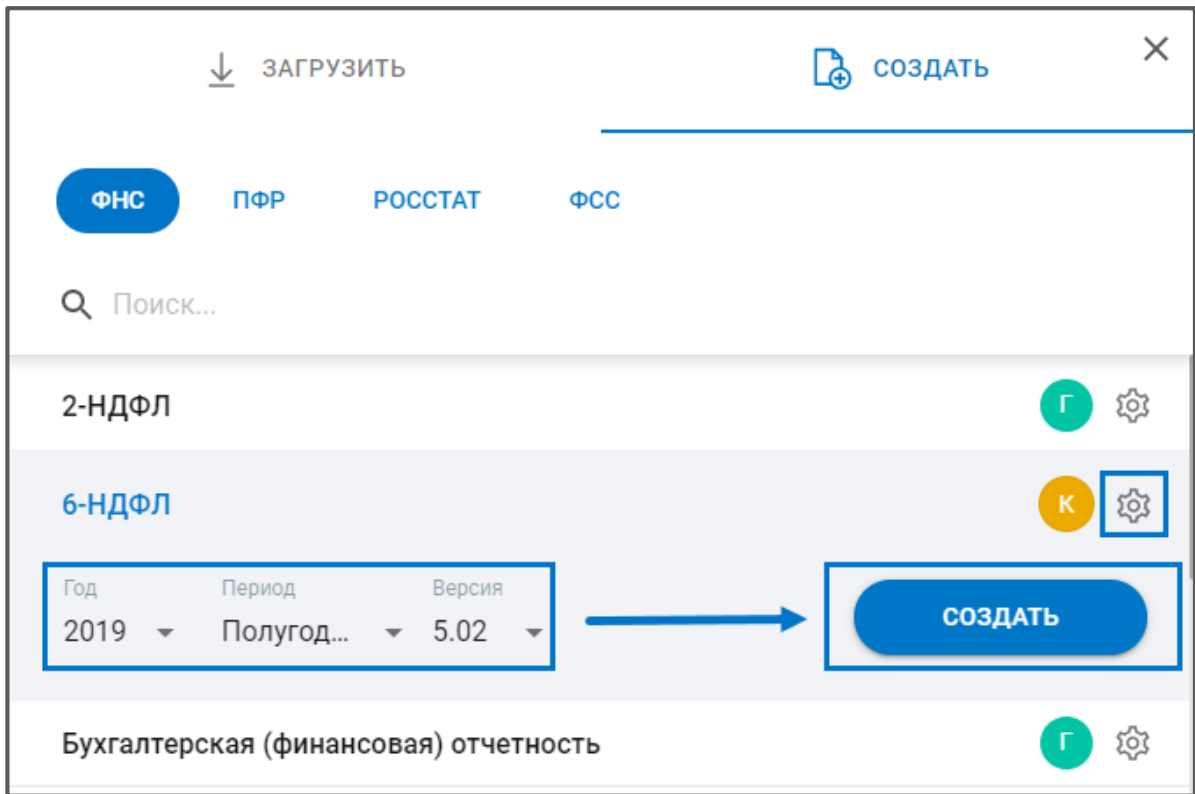 ЗАГРУЗИТЬ
СОЗДАТЬ
ФНС ПФР РОССТАТ ФСС
Поиск...
2-НДФЛ Г
6-НДФЛ К
Год Период Версия
2019 Полугод... 5.02 СОЗДАТЬ
Бухгалтерская (финансовая) отчетность Г